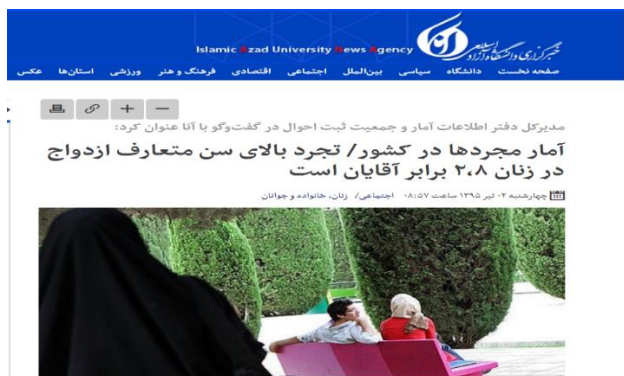 خبرگزاری دانشگاه آزاد اسلامی
Islamic Azad University News Agency
صفحه نخست دانشگاه سیاسی بین‌الملل اجتماعی اقتصادی فرهنگ و هنر ورزشی استان‌ها عکس
مدیرکل دفتر اطلاعات آمار و جمعیت ثبت احوال در گفت‌وگو با آنا عنوان کرد:
آمار مجردها در کشور/ تجرد بالای سن متعارف ازدواج
در زنان ۲،۸ برابر آقایان است
چهارشنبه ۰۲ تیر ۱۳۹۵ ساعت ۰۸:۵۷ اجتماعی/ زنان، خانواده و جوانان